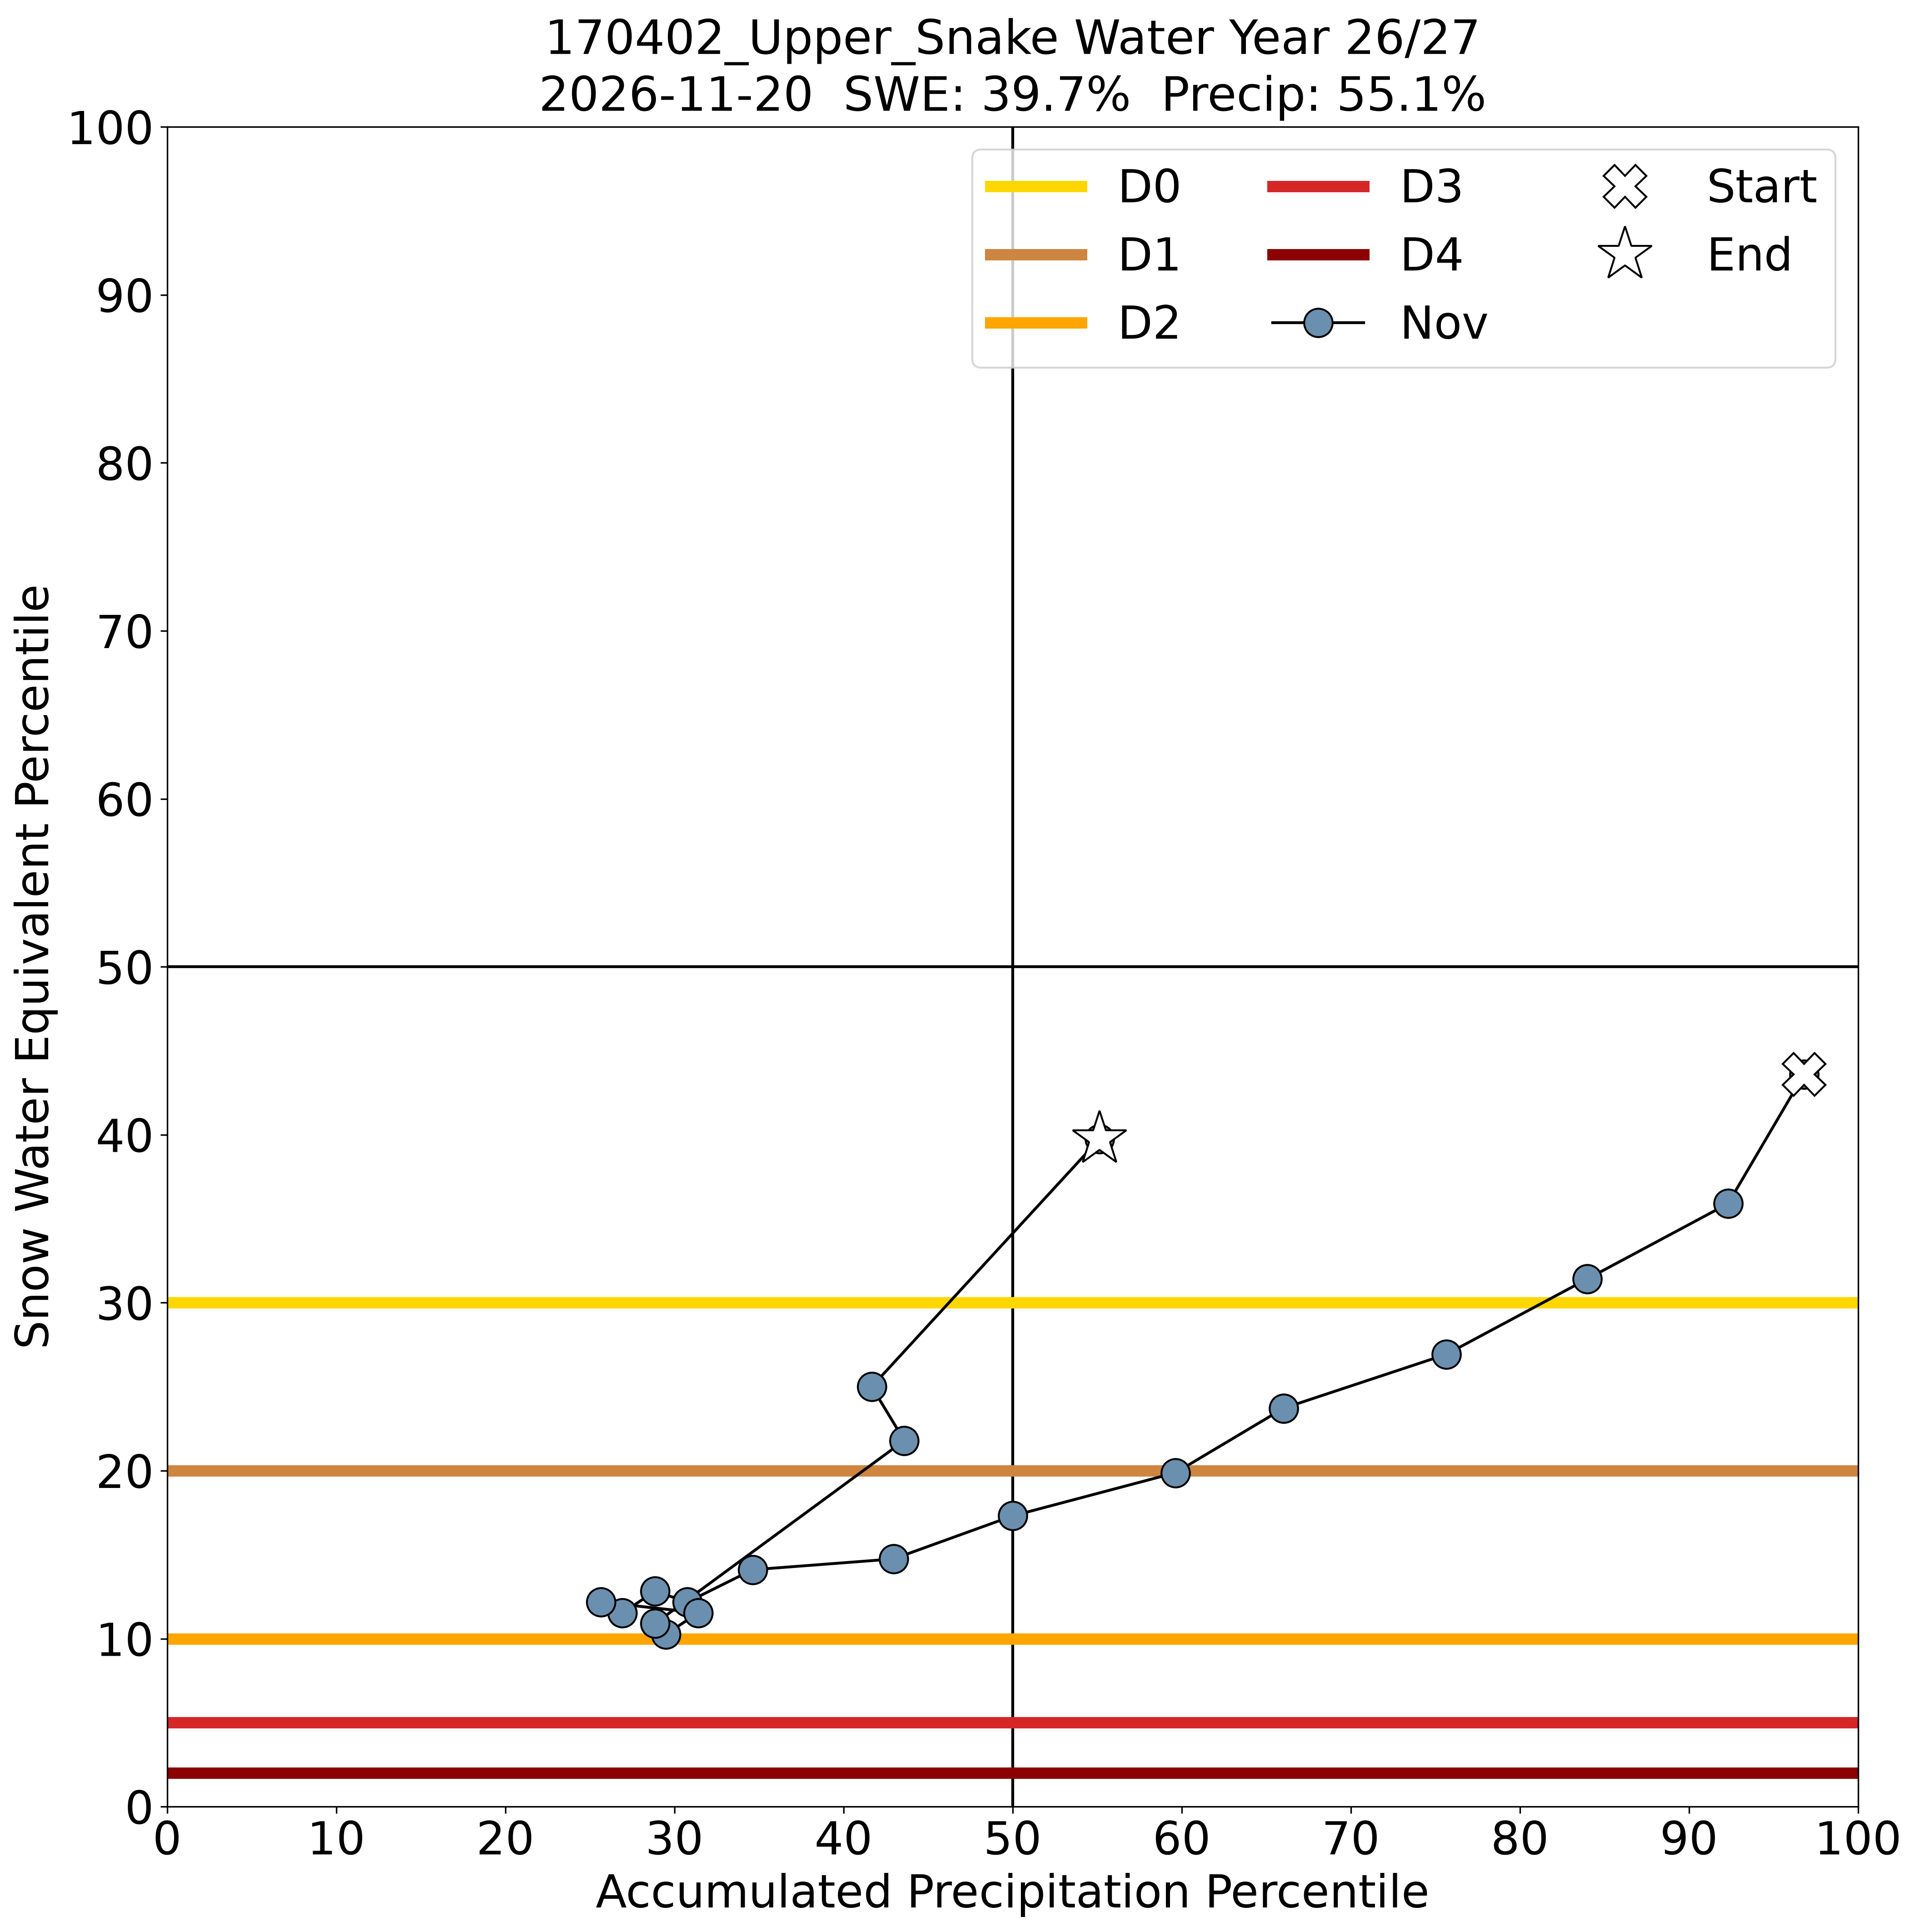 170402_Upper_Snake Water Year 26/27
2026-11-20  SWE: 39.7%  Precip: 55.1%
D0
D1
D2
D3
D4
Nov
Start
End
Snow Water Equivalent Percentile
100
90
80
70
60
50
40
30
20
10
0
0 10 20 30 40 50 60 70 80 90 100
Accumulated Precipitation Percentile